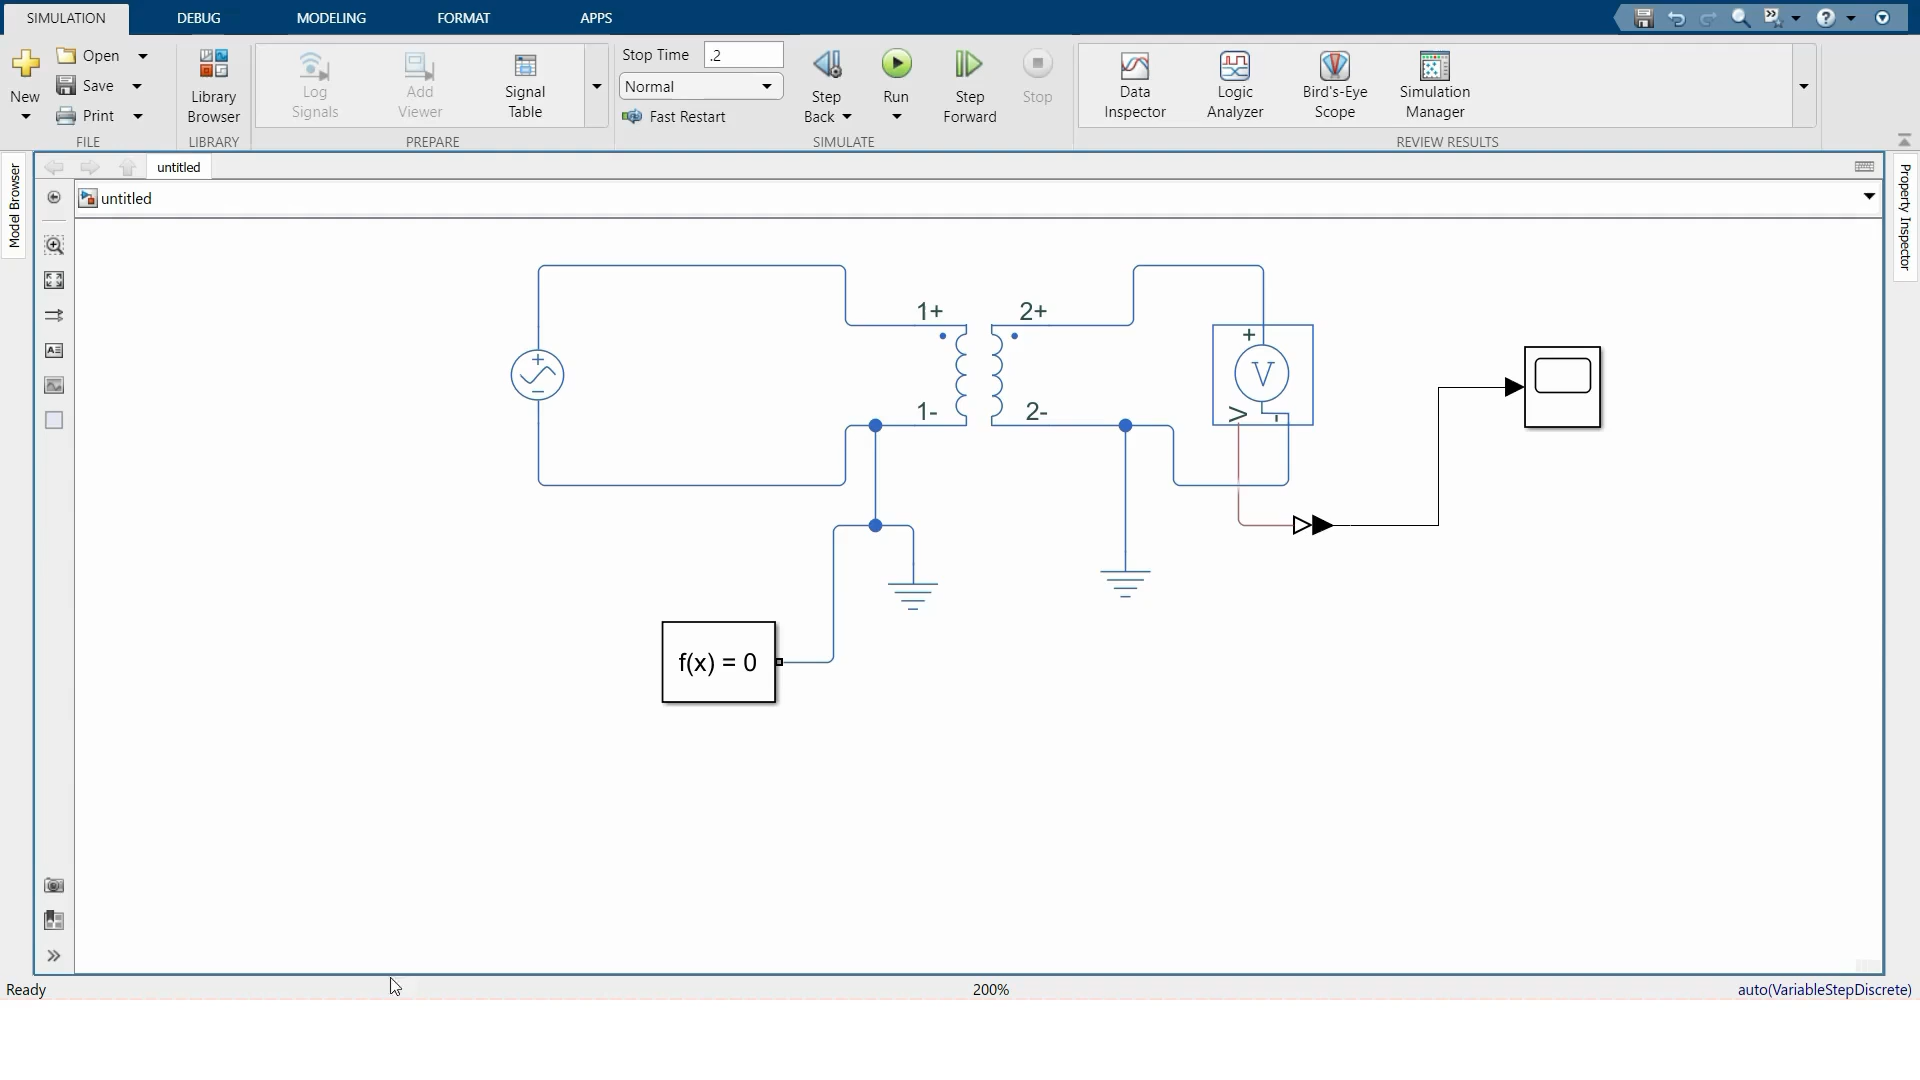 SIMULATION DEBUG MODELING FORMAT APPS
New
Open
Save
Print
FILE
Library
Browser
LIBRARY
Log
Signals
Add
Viewer
Signal
Table
PREPARE
Stop Time .2
Normal
Fast Restart
Step
Back
Run
Step
Forward
Stop
SIMULATE
Data
Inspector
Logic
Analyzer
Bird's-Eye
Scope
Simulation
Manager
REVIEW RESULTS
Model Browser
untitled
untitled
Property Inspector
1+ 2+
1- 2-
+
−
+
V
V
-
f(x) = 0
Ready 200% auto(VariableStepDiscrete)